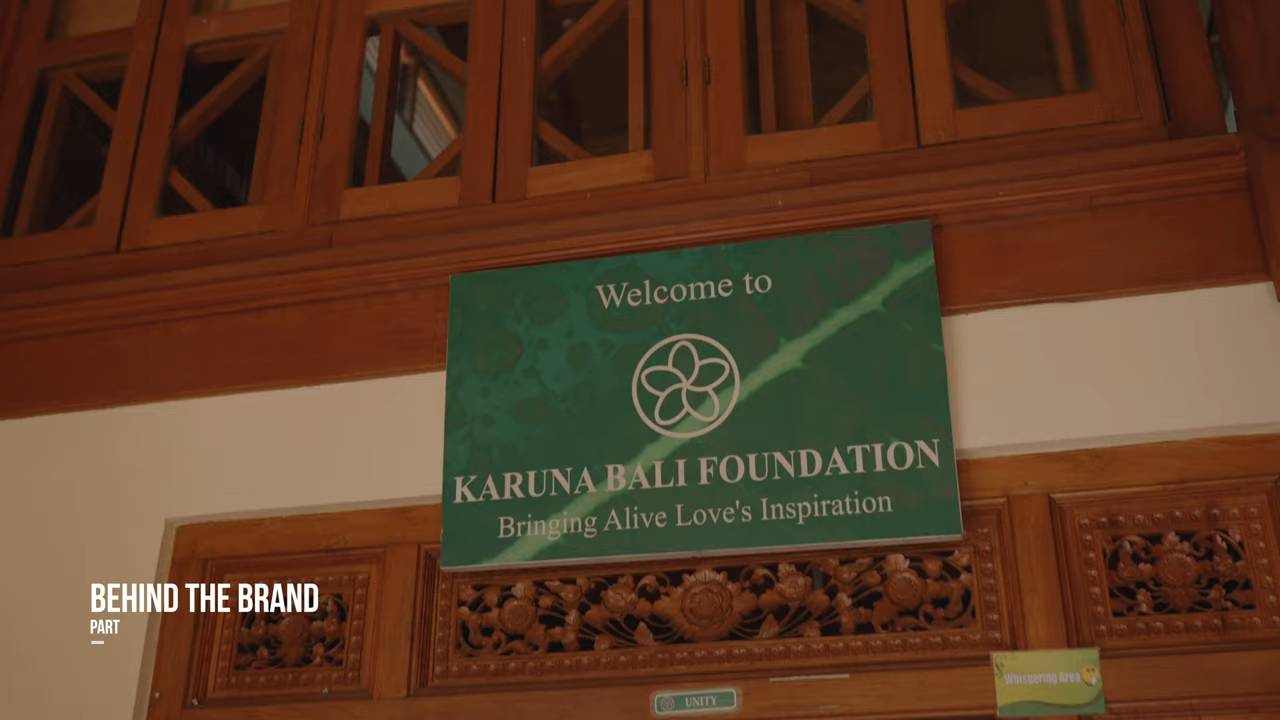 Welcome to
KARUNA BALI FOUNDATION
Bringing Alive Love's Inspiration
BEHIND THE BRAND
PART
Whispering Area
UNITY